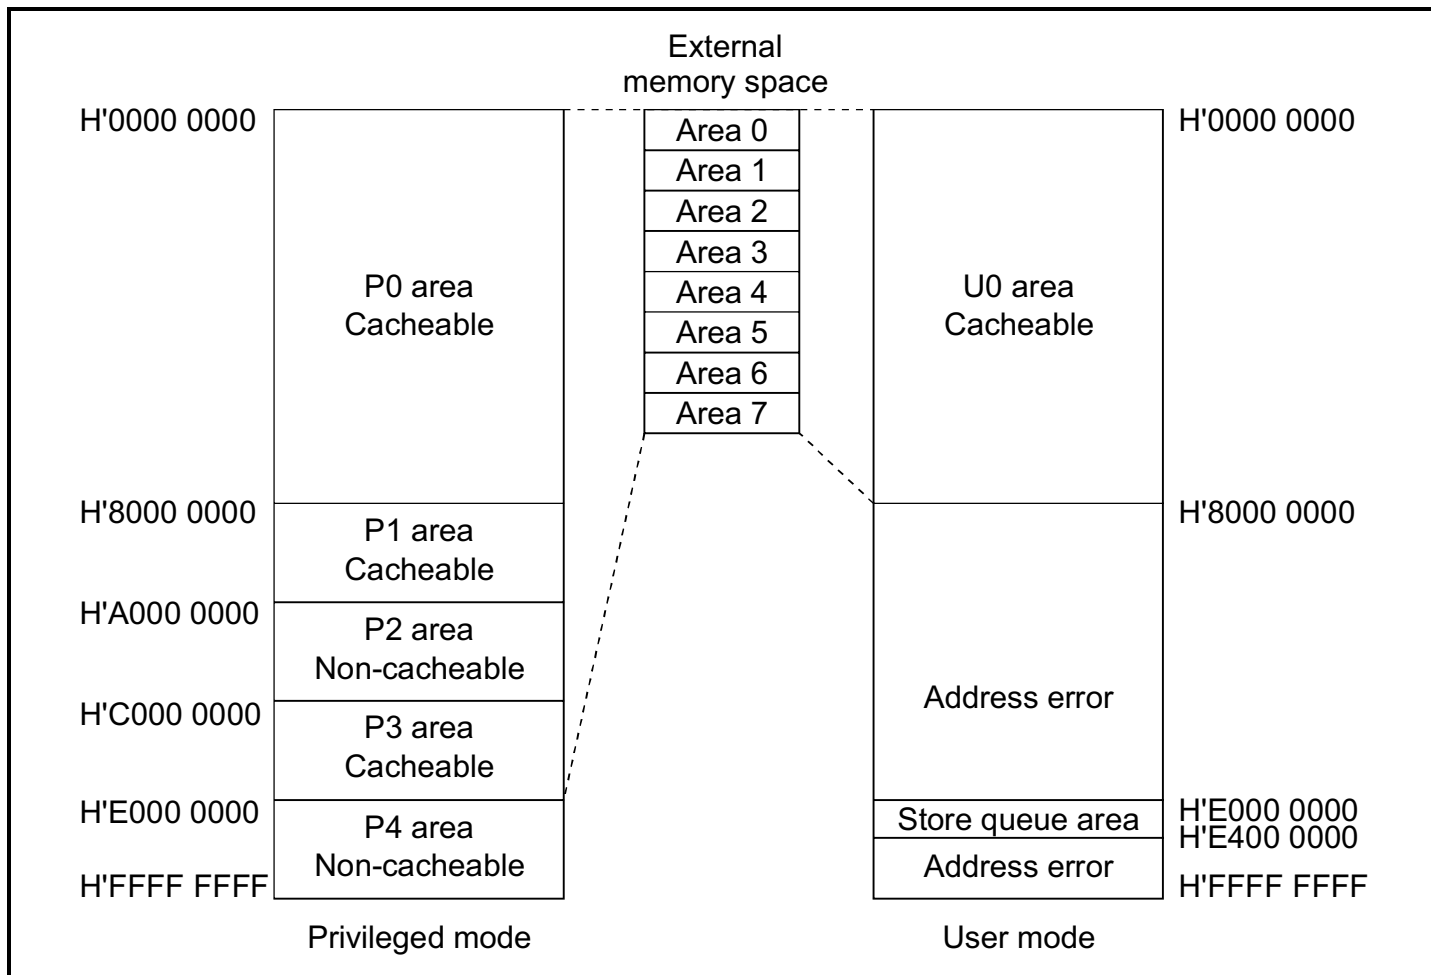 External
memory space
H'0000 0000
Area 0
H'0000 0000
Area 1
Area 2
Area 3
P0 area
Cacheable
Area 4
U0 area
Cacheable
Area 5
Area 6
Area 7
H'8000 0000
H'8000 0000
P1 area
Cacheable
H'A000 0000
P2 area
Non-cacheable
H'C000 0000
P3 area
Cacheable
Address error
H'E000 0000
H'E000 0000
P4 area
Non-cacheable
Store queue area
H'E400 0000
Address error
H'FFFF FFFF
H'FFFF FFFF
Privileged mode
User mode